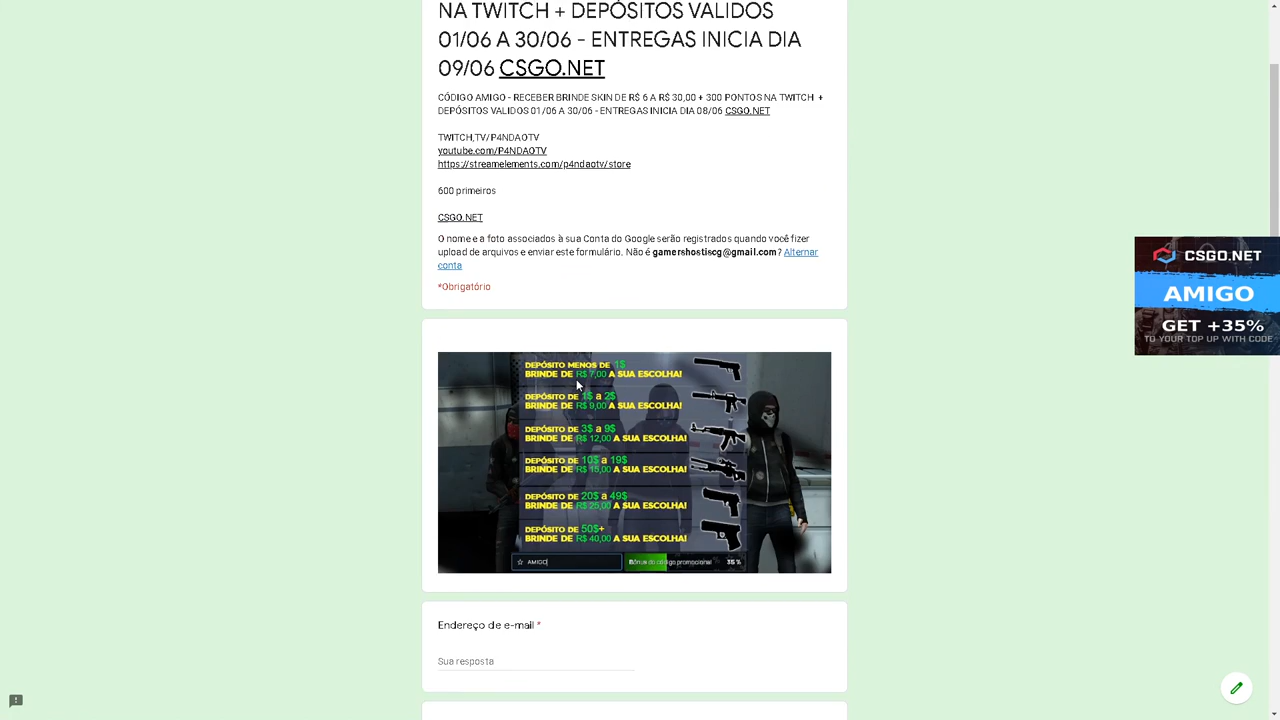 NA TWITCH + DEPÓSITOS VALIDOS
01/06 A 30/06 - ENTREGAS INICIA DIA
09/06 CSGO.NET
CÓDIGO AMIGO - RECEBER BRINDE SKIN DE R$ 6 A R$ 30,00 + 300 PONTOS NA TWITCH +
DEPÓSITOS VALIDOS 01/06 A 30/06 - ENTREGAS INICIA DIA 08/06 CSGO.NET
TWITCH,TV/P4NDAOTV
youtube.com/P4NDAOTV
https://streamelements.com/p4ndaotv/store
600 primeiros
CSGO.NET
O nome e a foto associados à sua Conta do Google serão registrados quando você fizer
upload de arquivos e enviar este formulário. Não é gamershostiscg@gmail.com? Alternar
conta
*Obrigatório
CSGO.NET
AMIGO
GET +35%
TO YOUR TOP UP WITH CODE
DEPÓSITO MENOS DE 1$
BRINDE DE R$ 7,00 A SUA ESCOLHA!
DEPÓSITO DE 1$ a 2$
BRINDE DE R$ 9,00 A SUA ESCOLHA!
DEPÓSITO DE 3$ a 9$
BRINDE DE R$ 12,00 A SUA ESCOLHA!
DEPÓSITO DE 10$ a 19$
BRINDE DE R$ 15,00 A SUA ESCOLHA!
DEPÓSITO DE 20$ a 49$
BRINDE DE R$ 25,00 A SUA ESCOLHA!
DEPÓSITO DE 50$+
BRINDE DE R$ 40,00 A SUA ESCOLHA!
AMIGO
Bônus do código promocional 35 %
Endereço de e-mail *
Sua resposta